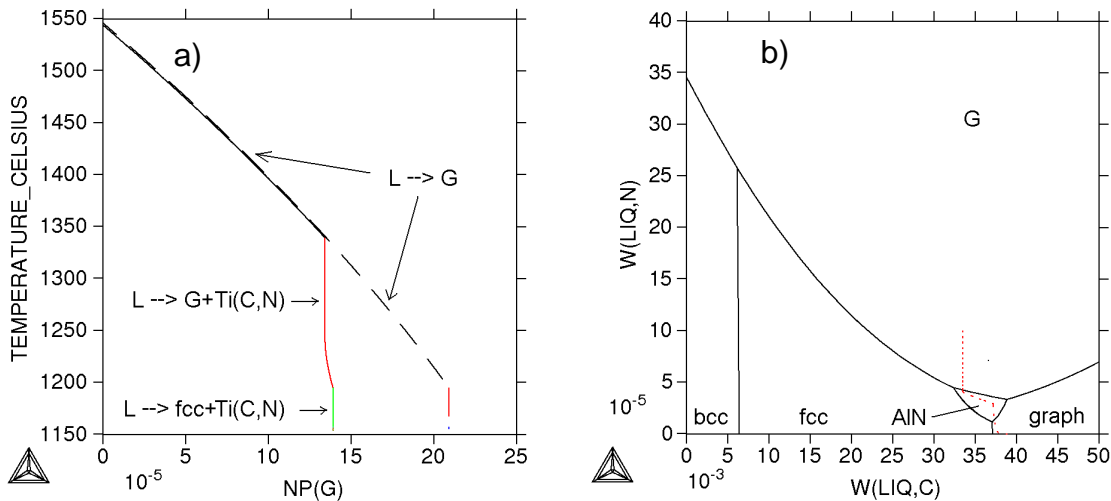 a)
TEMPERATURE_CELSIUS
1550
1500
1450
1400
1350
1300
1250
1200
1150
L --> G
L --> G+Ti(C,N)
L --> fcc+Ti(C,N)
0 5 10 15 20 25
10-5
NP(G)
b)
W(LIQ,N)
40
35
30
25
20
15
10
5
0
10-5
G
AlN
bcc fcc graph
0 5 10 15 20 25 30 35 40 45 50
10-3
W(LIQ,C)